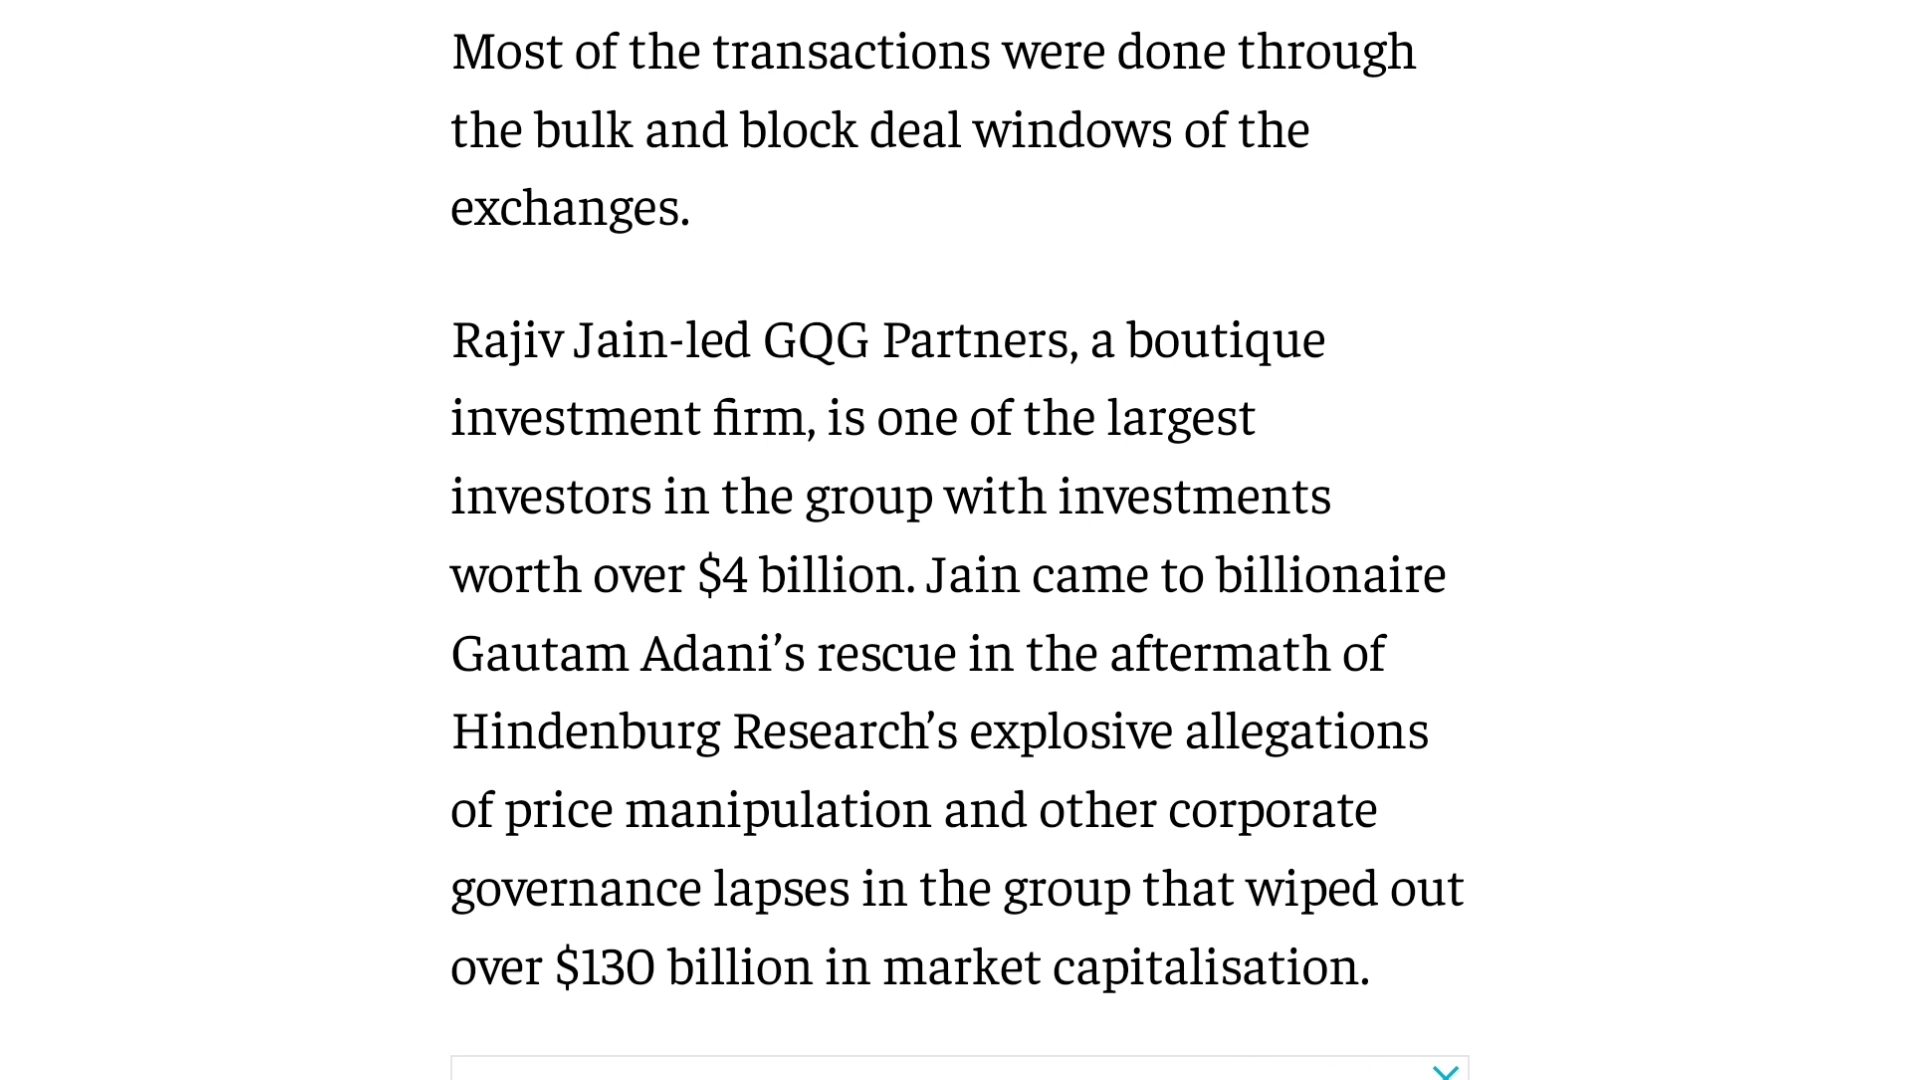 Most of the transactions were done through
the bulk and block deal windows of the
exchanges.
Rajiv Jain-led GQG Partners, a boutique
investment firm, is one of the largest
investors in the group with investments
worth over $4 billion. Jain came to billionaire
Gautam Adani’s rescue in the aftermath of
Hindenburg Research’s explosive allegations
of price manipulation and other corporate
governance lapses in the group that wiped out
over $130 billion in market capitalisation.